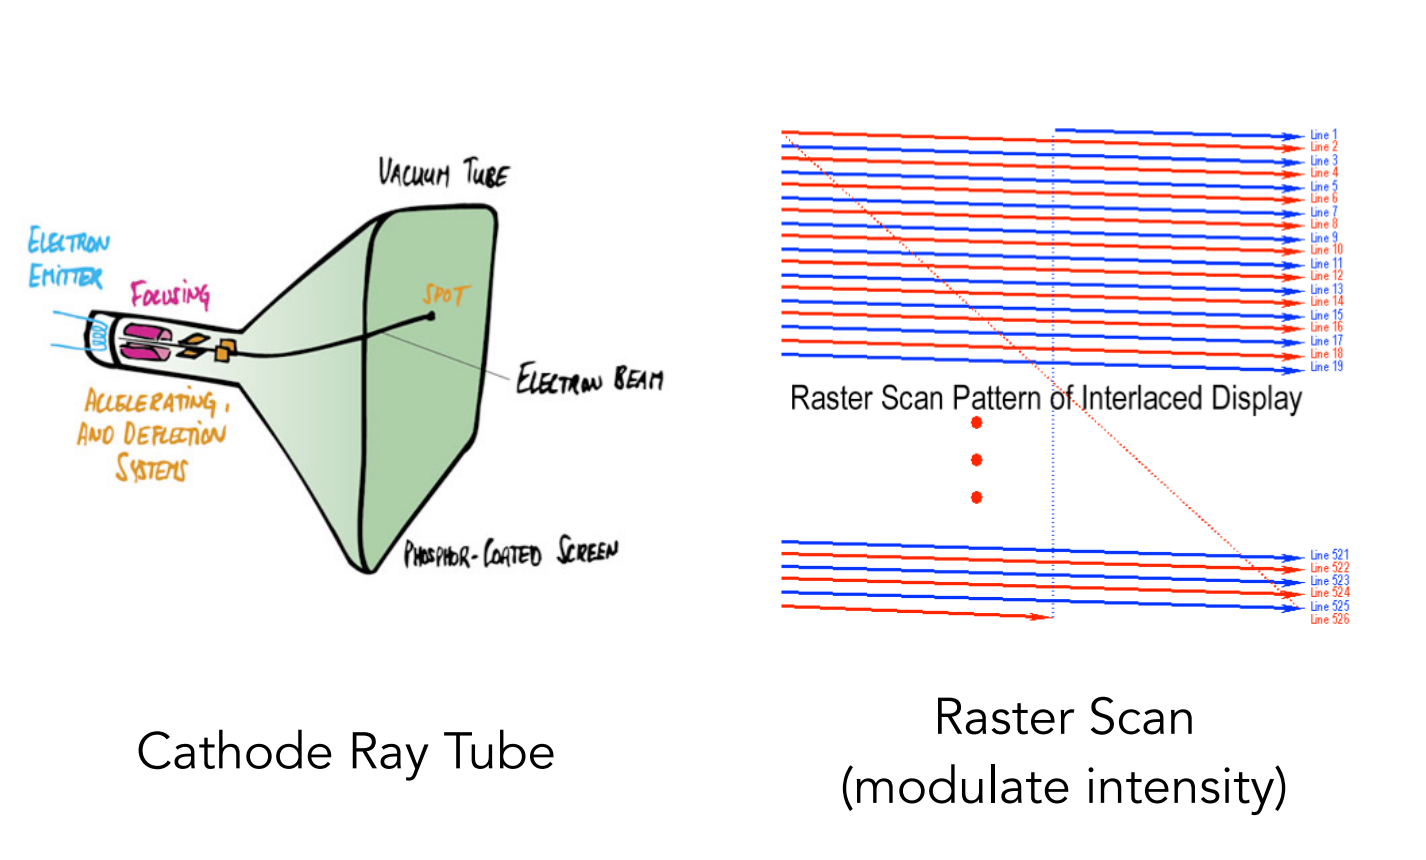 VACUUM TUBE
ELECTRON
EMITTER
FOCUSING
SPOT
ELECTRON BEAM
ACCELERATING,
AND DEFLECTION
SYSTEMS
PHOSPHOR-COATED SCREEN
Cathode Ray Tube
Line 1
Line 2
Line 3
Line 4
Line 5
Line 6
Line 7
Line 8
Line 9
Line 10
Line 11
Line 12
Line 13
Line 14
Line 15
Line 16
Line 17
Line 18
Line 19
Raster Scan Pattern of Interlaced Display
Line 521
Line 522
Line 523
Line 524
Line 525
Line 526
Raster Scan
(modulate intensity)